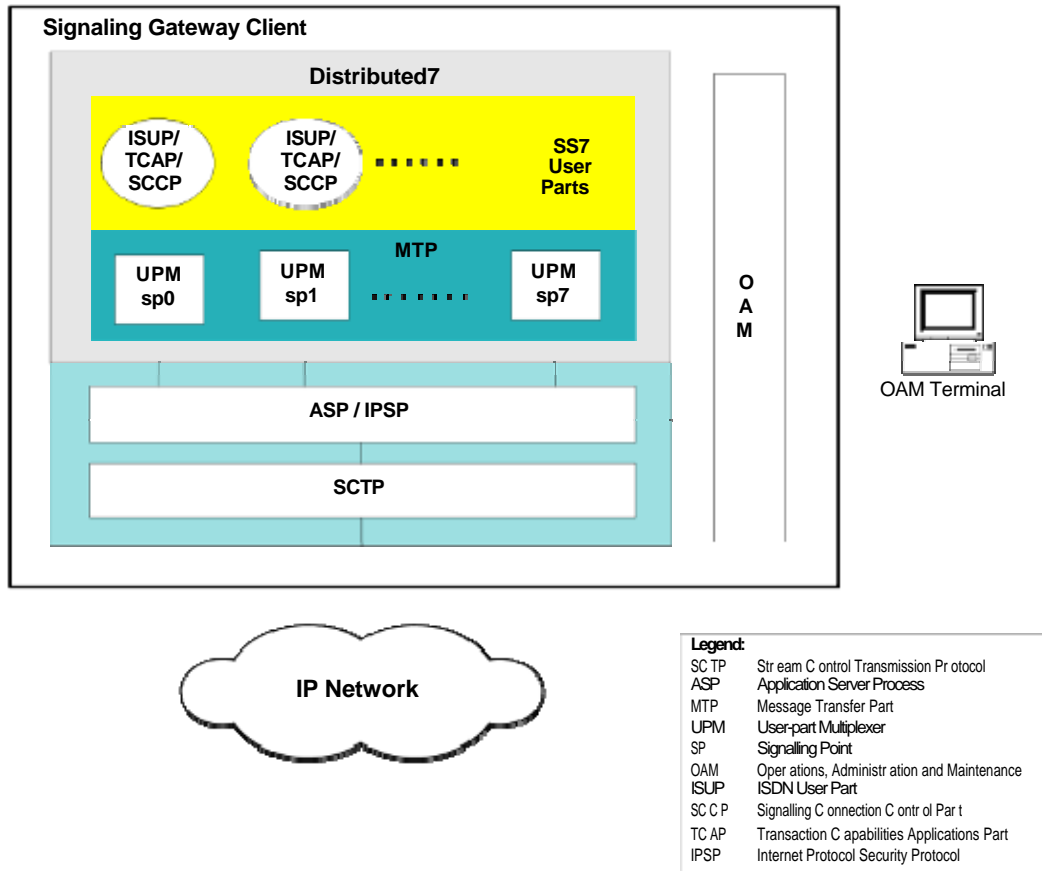 Signaling Gateway Client
Distributed7
ISUP/
TCAP/
SCCP
ISUP/
TCAP/
SCCP
SS7
User
Parts
MTP
UPM
sp0
UPM
sp1
UPM
sp7
O
A
M
OAM Terminal
ASP / IPSP
SCTP
IP Network
Legend:
SC TP Str eam C ontrol Transmission Pr otocol
ASP Application Server Process
MTP Message Transfer Part
UPM User-part Multiplexer
SP Signalling Point
OAM Oper ations, Administr ation and Maintenance
ISUP ISDN User Part
SC C P Signalling C onnection C ontr ol Par t
TC AP Transaction C apabilities Applications Part
IPSP Internet Protocol Security Protocol